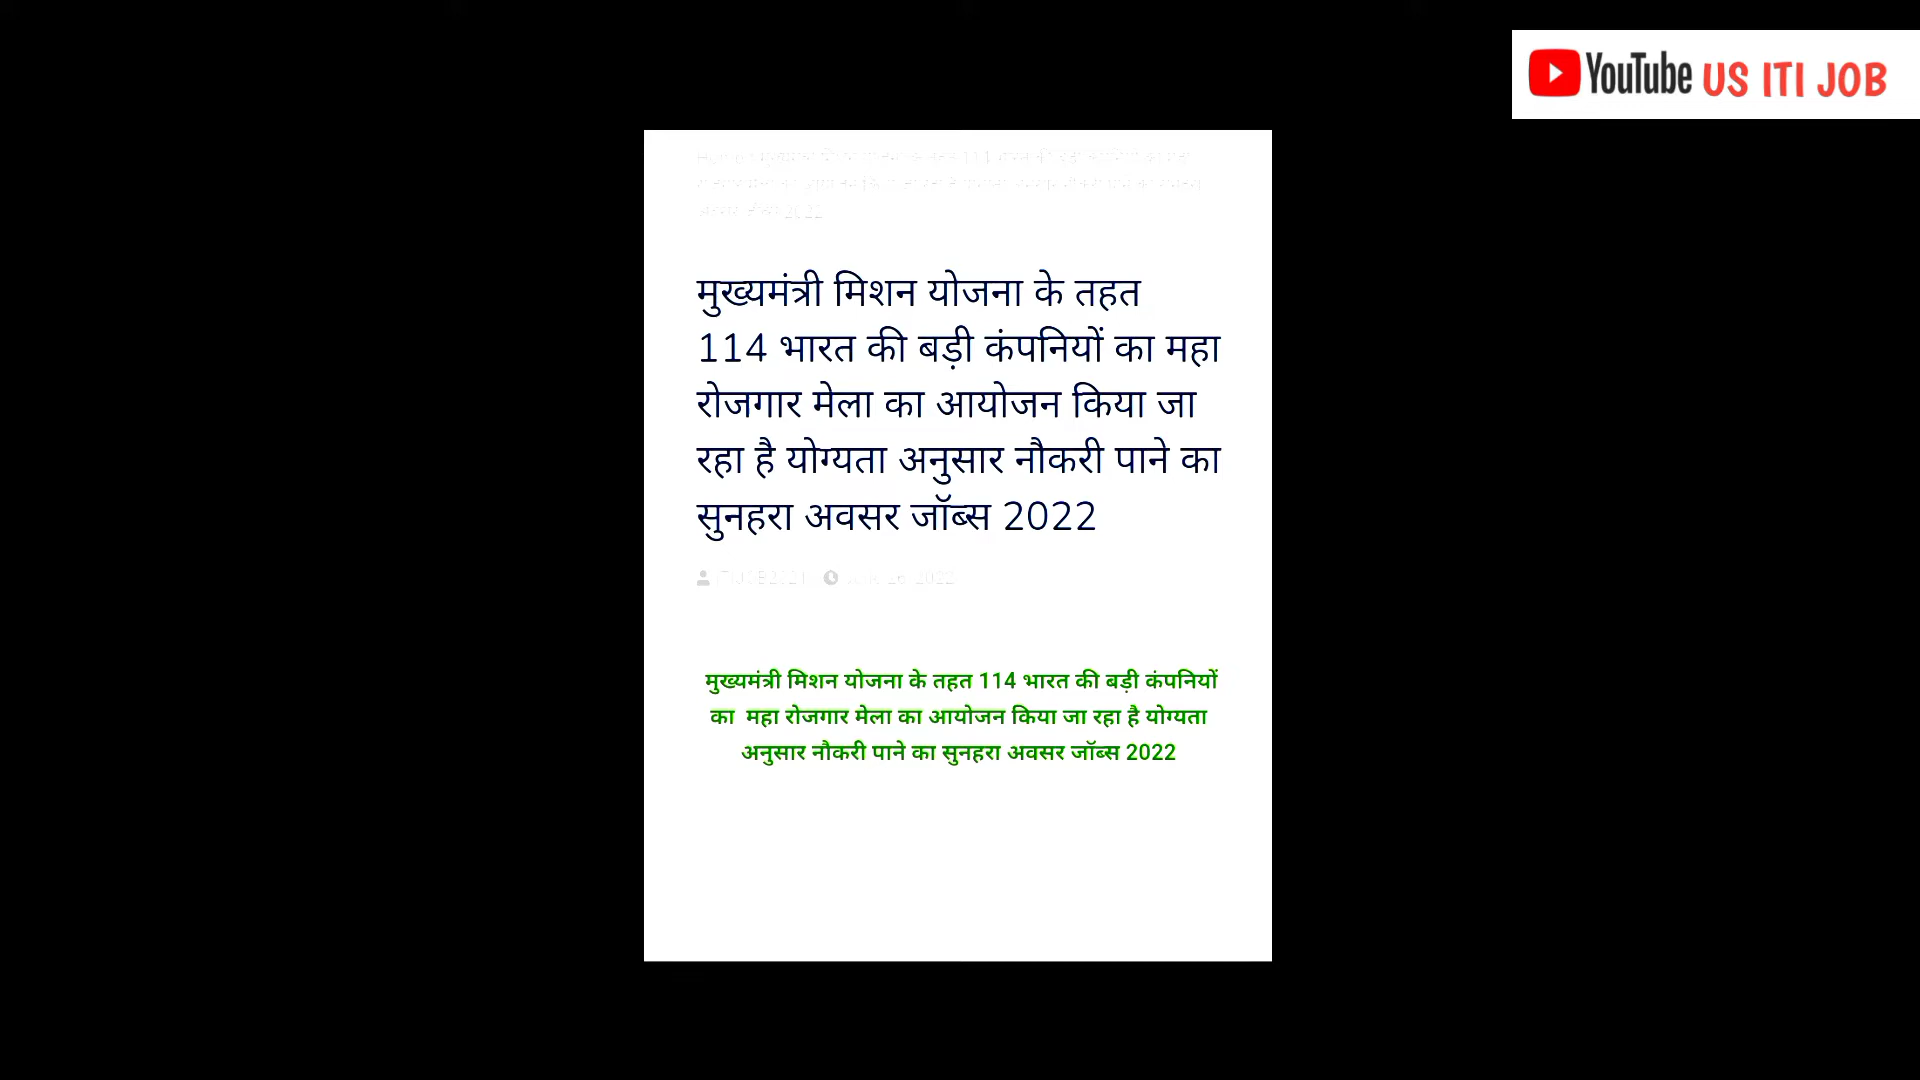 YouTube US ITI JOB
मुख्यमंत्री मिशन योजना के तहत
114 भारत की बड़ी कंपनियों का महा
रोजगार मेला का आयोजन किया जा
रहा है योग्यता अनुसार नौकरी पाने का
सुनहरा अवसर जॉब्स 2022
मुख्यमंत्री मिशन योजना के तहत 114 भारत की बड़ी कंपनियों
का महा रोजगार मेला का आयोजन किया जा रहा है योग्यता
अनुसार नौकरी पाने का सुनहरा अवसर जॉब्स 2022